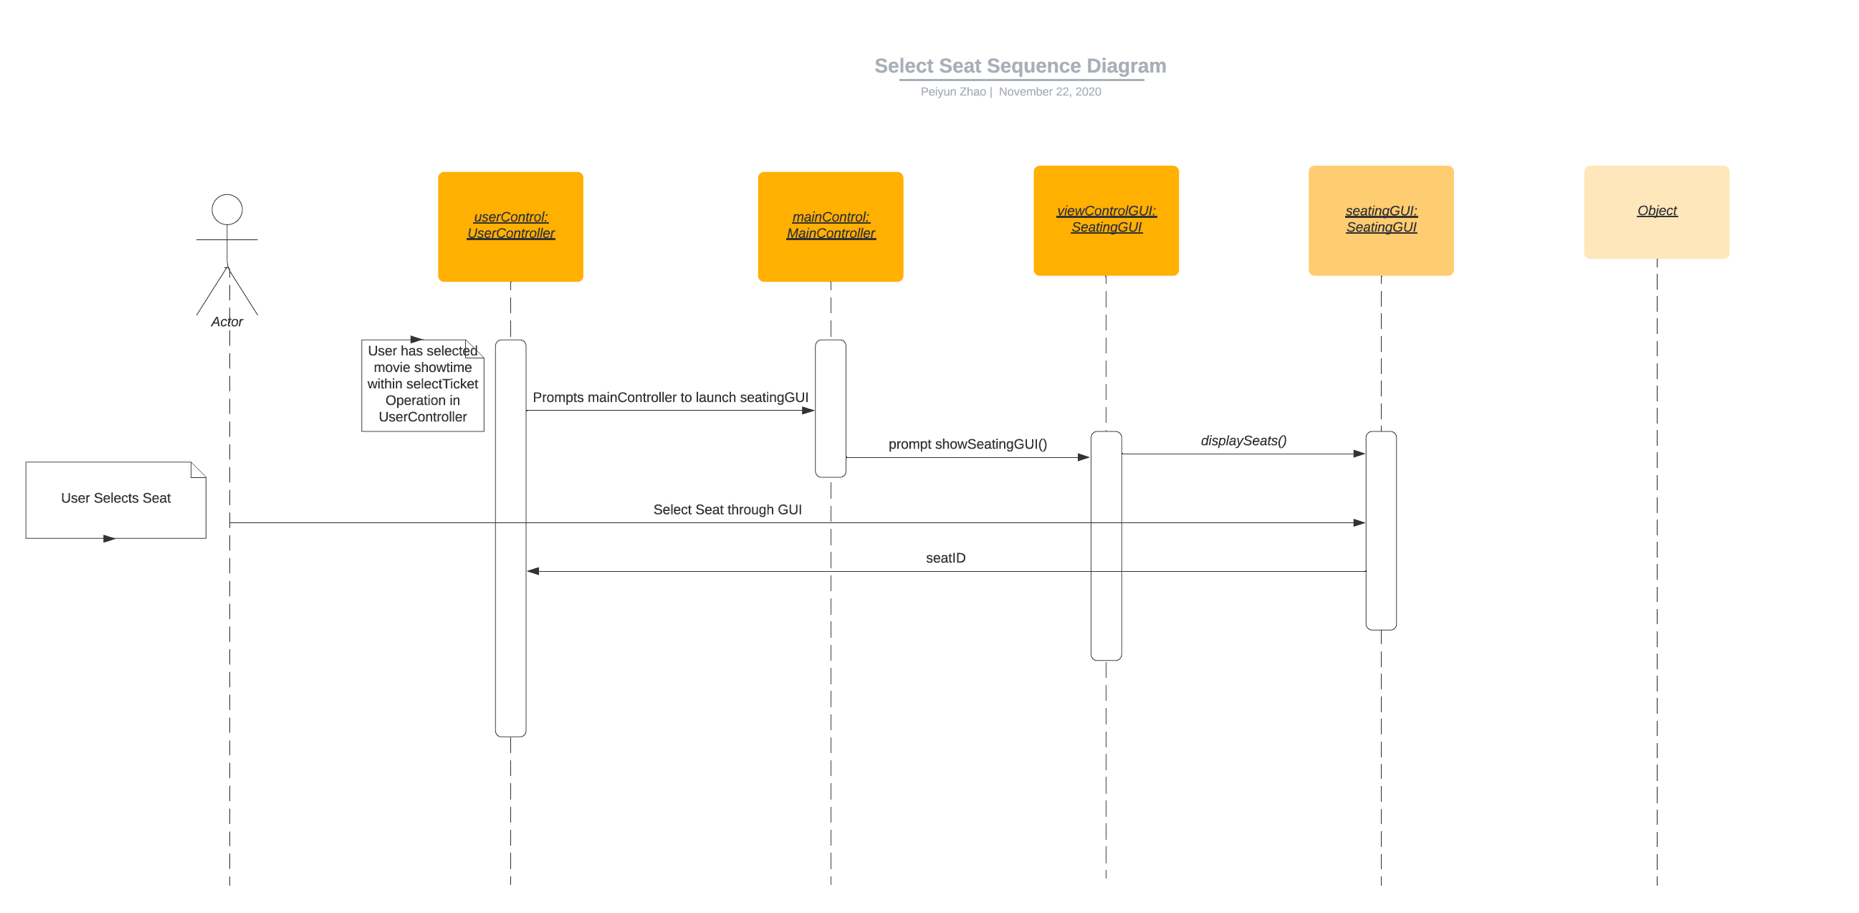 Select Seat Sequence Diagram
Peiyun Zhao | November 22, 2020
Actor
userControl:
UserController
mainControl:
MainController
viewControlGUI:
SeatingGUI
seatingGUI:
SeatingGUI
Object
User has selected
movie showtime
within selectTicket
Operation in
UserController
Prompts mainController to launch seatingGUI
prompt showSeatingGUI()
displaySeats()
User Selects Seat
Select Seat through GUI
seatID